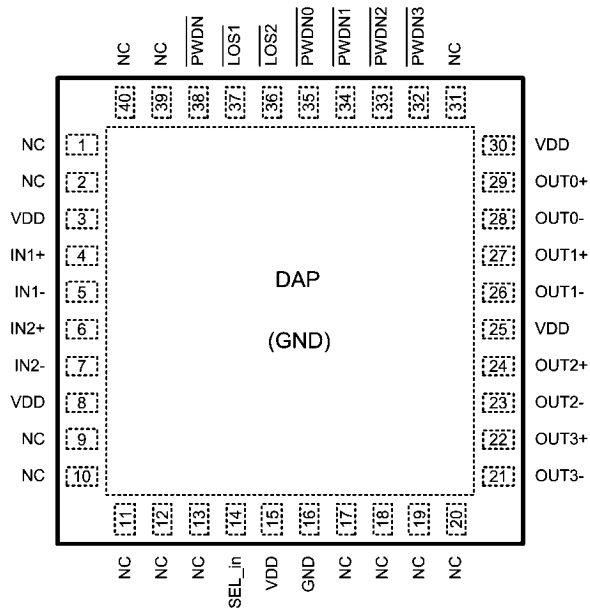 NC NC PWDN LOS1 LOS2 PWDN0 PWDN1 PWDN2 PWDN3 NC
40 39 38 37 36 35 34 33 32 31
NC 1 30 VDD
NC 2 29 OUT0+
VDD 3 28 OUT0-
IN1+ 4 27 OUT1+
IN1- 5 26 OUT1-
DAP
IN2+ 6 25 VDD
(GND)
IN2- 7 24 OUT2+
VDD 8 23 OUT2-
NC 9 22 OUT3+
NC 10 21 OUT3-
11 12 13 14 15 16 17 18 19 20
NC NC NC SEL_in VDD GND NC NC NC NC